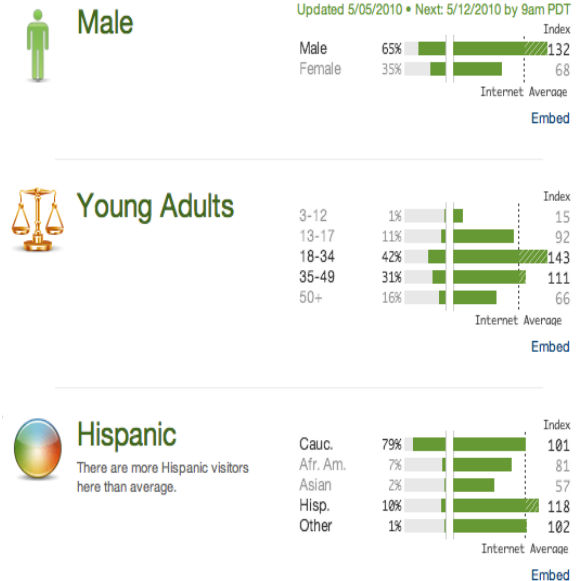 Updated 5/05/2010 • Next: 5/12/2010 by 9am PDT
Male
Index
Male 65% 132
Female 35% 68
Internet Average
Embed
Young Adults
Index
3-12 1% 15
13-17 11% 92
18-34 42% 143
35-49 31% 111
50+ 16% 66
Internet Average
Embed
Hispanic
There are more Hispanic visitors
here than average.
Index
Cauc. 79% 101
Afr. Am. 7% 81
Asian 2% 57
Hisp. 10% 118
Other 1% 102
Internet Average
Embed